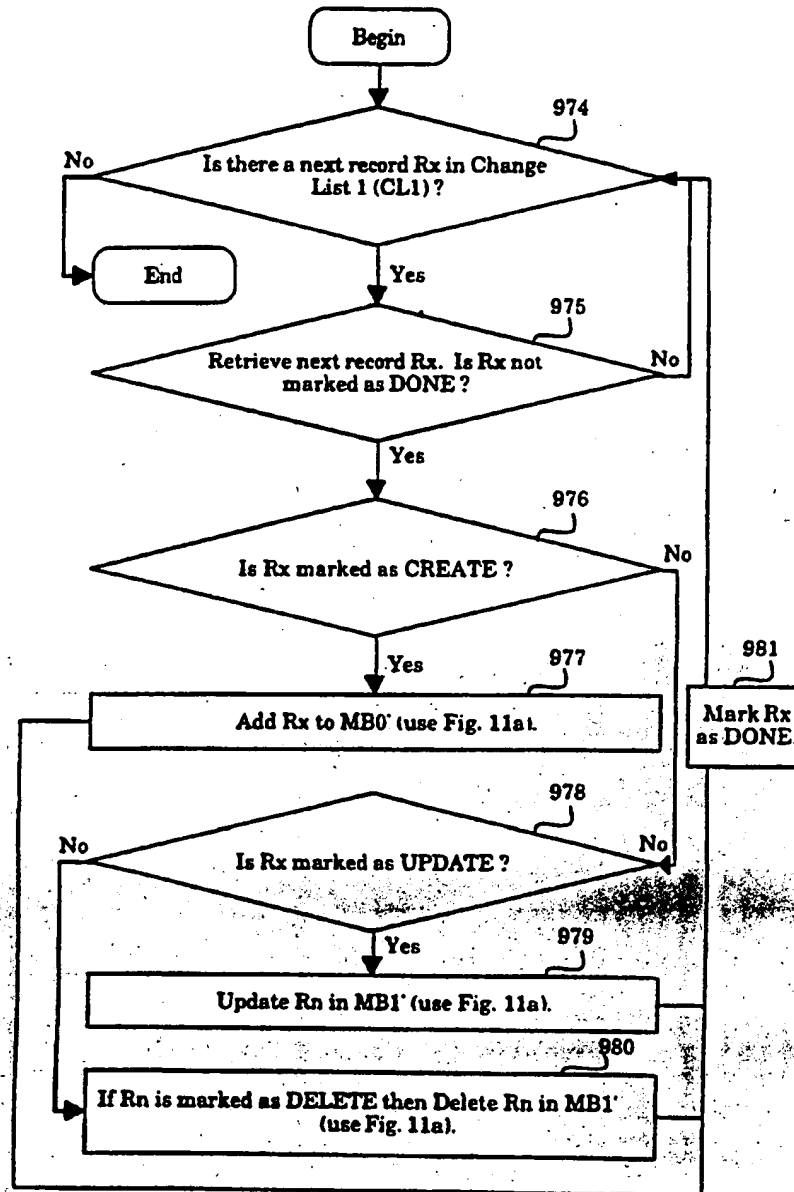 Begin
974
No
Is there a next record Rx in Change
List 1 (CL1) ?
End
Yes
975
Retrieve next record Rx. Is Rx not
marked as DONE ?
No
Yes
976
Is Rx marked as CREATE ?
No
Yes
977
Add Rx to MB0' (use Fig. 11a).
981
Mark Rx
as DONE.
978
No
Is Rx marked as UPDATE ?
No
Yes
979
Update Rn in MB1' (use Fig. 11a).
980
If Rn is marked as DELETE then Delete Rn in MB1'
(use Fig. 11a).